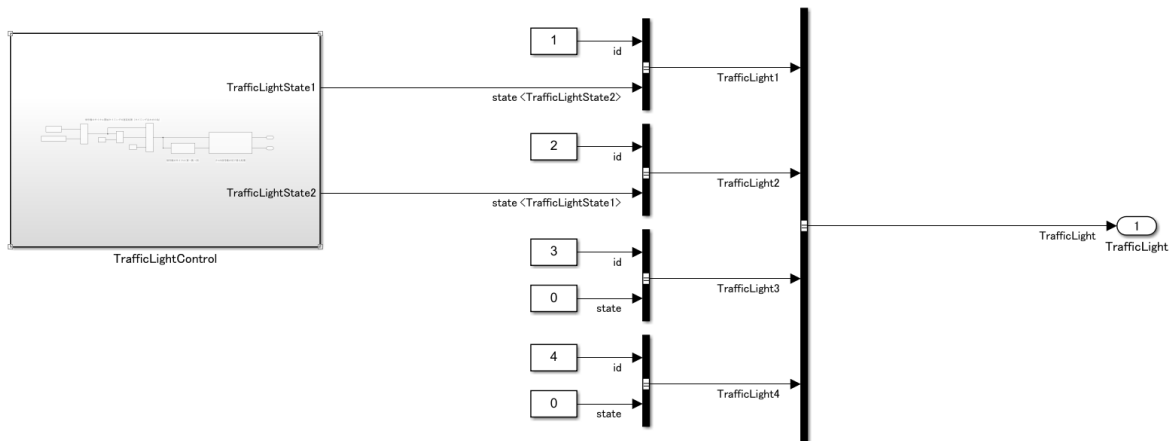 TrafficLightState1
TrafficLightState2
TrafficLightControl
1
id
state <TrafficLightState2>
TrafficLight1
2
id
state <TrafficLightState1>
TrafficLight2
3
id
0
state
TrafficLight3
4
id
0
state
TrafficLight4
TrafficLight
1
TrafficLight